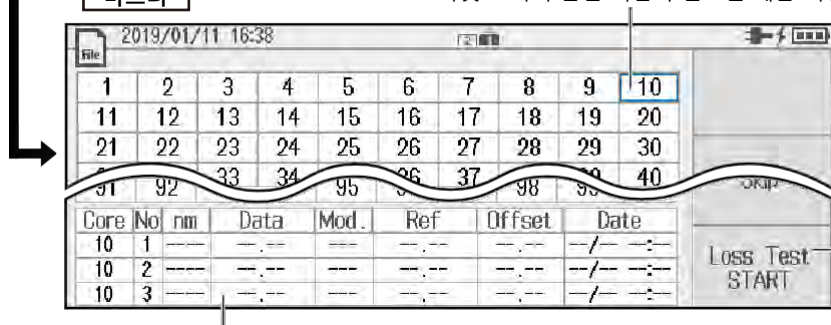 2019/01/11 16:38
File
1 2 3 4 5 6 7 8 9 10
11 12 13 14 15 16 17 18 19 20
21 22 23 24 25 26 27 28 29 30
33 34 37 40
91 92 95 98
Skip
Core No nm Data Mod. Ref Offset Date
10 1 ---- --.-- --- --.-- --.-- --/-- --:--
10 2 ---- --.-- --- --.-- --.-- --/-- --:--
10 3 ---- --.-- --- --.-- --.-- --/-- --:--
Loss Test
START